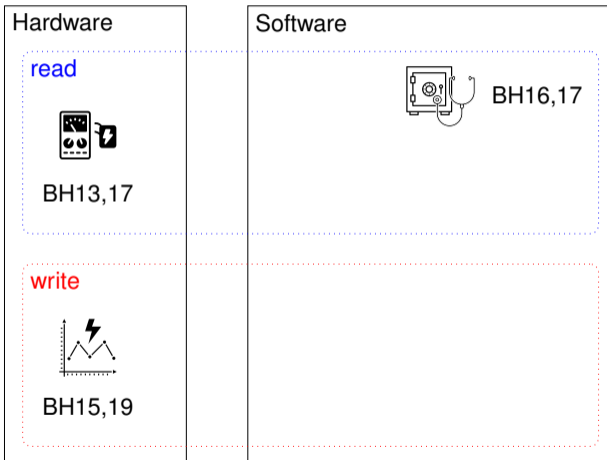 Hardware
Software
read
BH16,17
BH13,17
write
BH15,19